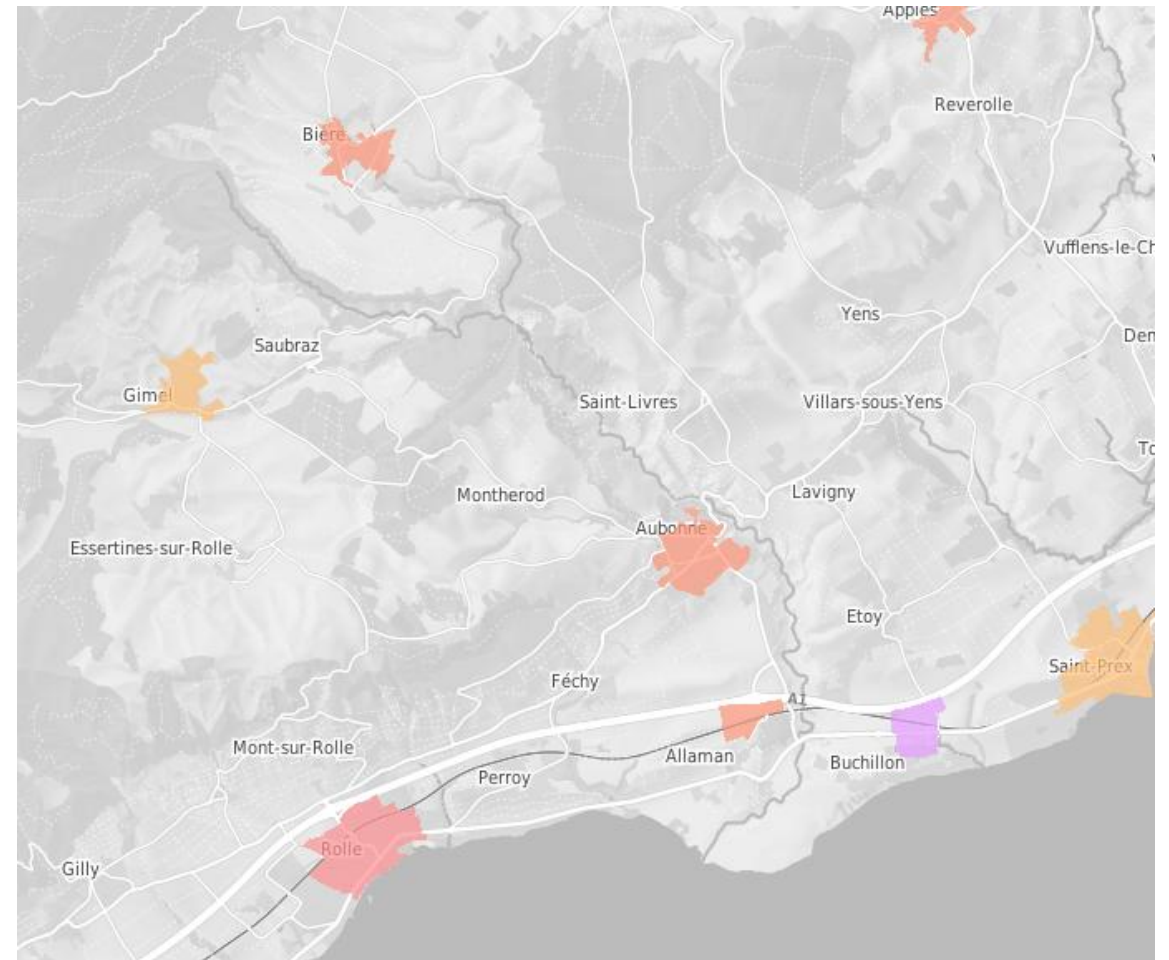 Apples
Reverolle
Bière
Vufflens-le-Ch
Yens
Den
Saubraz
Gimel
Saint-Livres
Villars-sous-Yens
To
Montherod
Lavigny
Aubonne
Essertines-sur-Rolle
Etoy
Saint-Prex
Féchy
A1
Mont-sur-Rolle
Allaman
Buchillon
Perroy
Rolle
Gilly